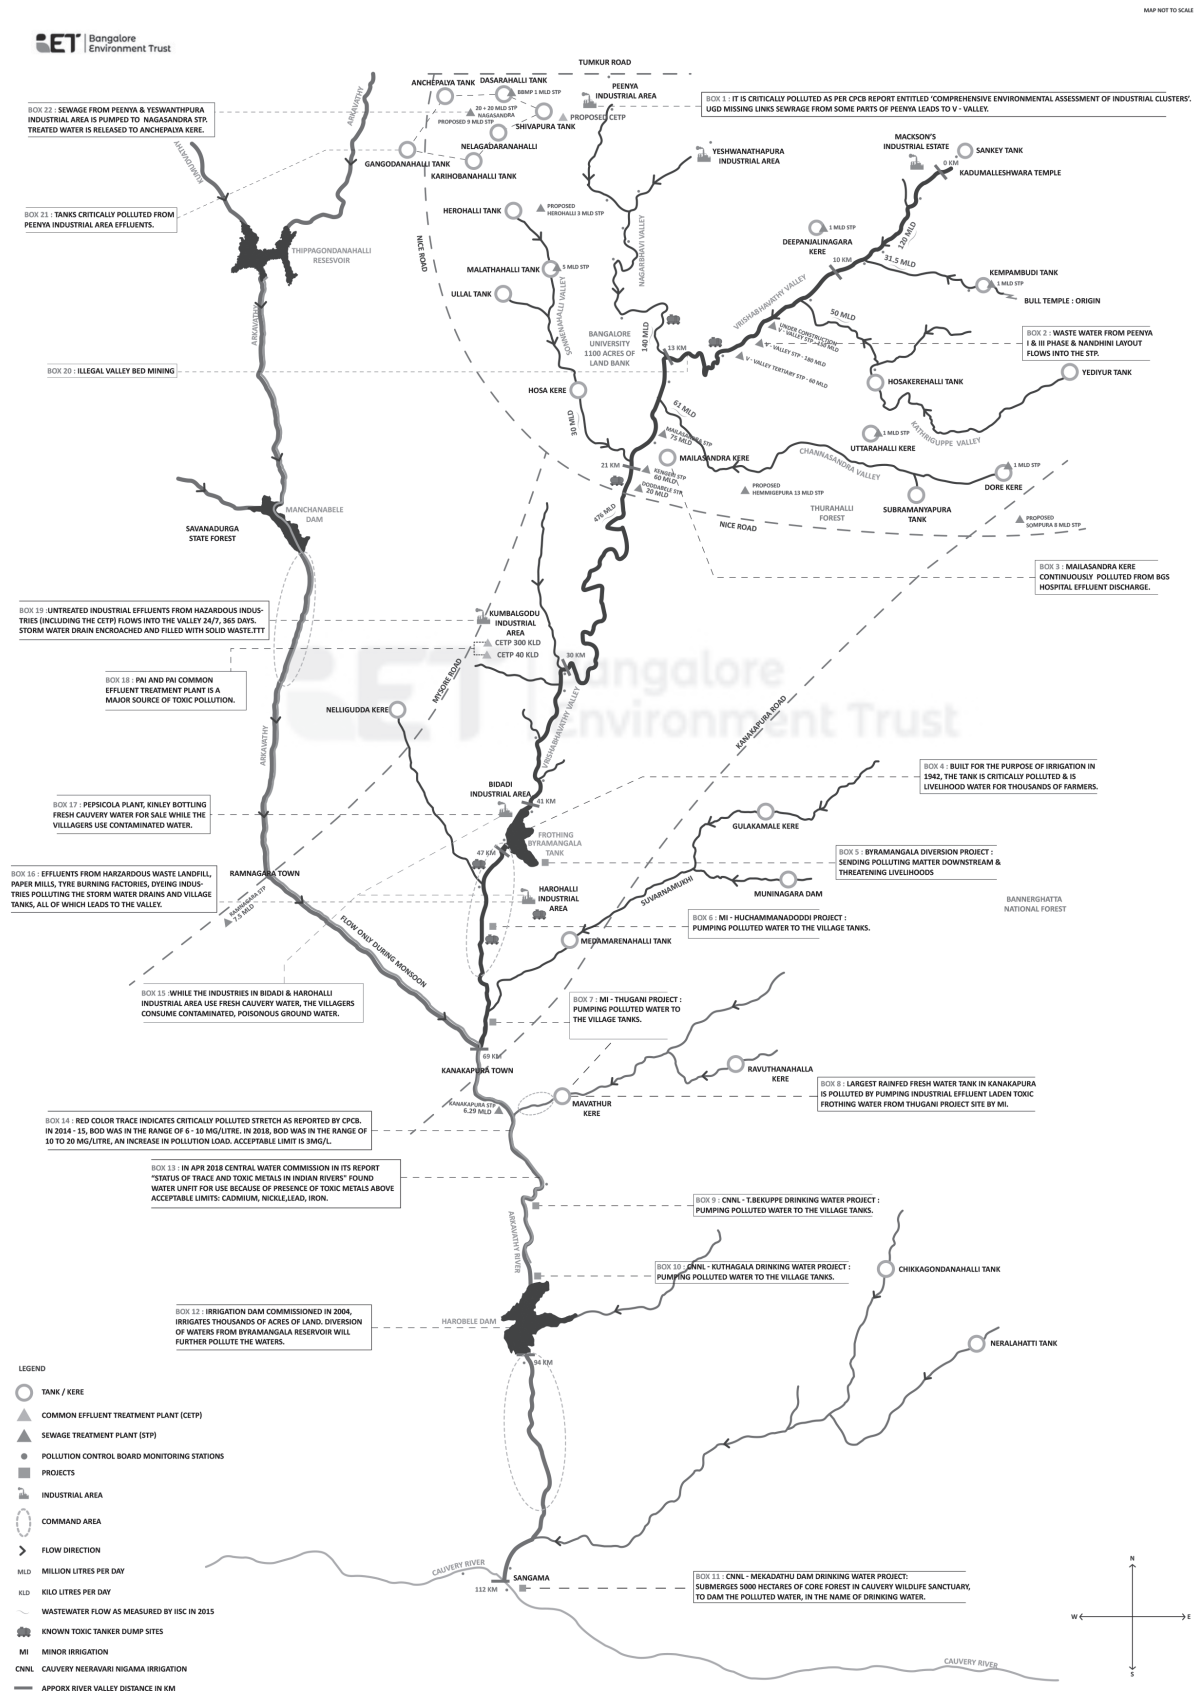 MAP NOT TO SCALE
BET
Bangalore
Environment Trust
TUMKUR ROAD
ANCHEPALYA TANK
DASARAHALLI TANK
BBMP 1 MLD STP
PEENYA
INDUSTRIAL AREA
20 + 20 MLD STP
NAGASANDRA
PROPOSED 9 MLD STP
PROPOSED CETP
SHIVAPURA TANK
NELAGADARANAHALLI
GANGODANAHALLI TANK
KARIHOBANAHALLI TANK
BOX 22 : SEWAGE FROM PEENYA & YESWANTHPURA
INDUSTRIAL AREA IS PUMPED TO NAGASANDRA STP.
TREATED WATER IS RELEASED TO ANCHEPALYA KERE.
BOX 1 : IT IS CRITICALLY POLLUTED AS PER CPCB REPORT ENTITLED ‘COMPREHENSIVE ENVIRONMENTAL ASSESSMENT OF INDUSTRIAL CLUSTERS’.
UGD MISSING LINKS SEWRAGE FROM SOME PARTS OF PEENYA LEADS TO V - VALLEY.
ARKAVATHY
KUMUDVATHY
YESHWANATHAPURA
INDUSTRIAL AREA
MACKSON’S
INDUSTRIAL ESTATE
SANKEY TANK
0 KM
KADUMALLESHWARA TEMPLE
BOX 21 : TANKS CRITICALLY POLLUTED FROM
PEENYA INDUSTRIAL AREA EFFLUENTS.
HEROHALLI TANK
PROPOSED
HEROHALLI 3 MLD STP
NICE ROAD
THIPPAGONDANAHALLI
RESESVOIR
NAGARBHAVI VALLEY
1 MLD STP
DEEPANJALINAGARA
KERE
120 MLD
31.5 MLD
10 KM
MALATHAHALLI TANK
5 MLD STP
ULLAL TANK
KEMPAMBUDI TANK
1 MLD STP
BULL TEMPLE : ORIGIN
VRISHABHAVATHY VALLEY
50 MLD
ARKAVATHY
SONNENAHALLI VALLEY
BANGALORE
UNIVERSITY
1100 ACRES OF
LAND BANK
140 MLD
13 KM
UNDER CONSTRUCTION
V - VALLEY STP -150 MLD
V - VALLEY STP - 180 MLD
V - VALLEY TERTIARY STP - 60 MLD
BOX 2 : WASTE WATER FROM PEENYA
I & III PHASE & NANDHINI LAYOUT
FLOWS INTO THE STP.
BOX 20 : ILLEGAL VALLEY BED MINING
HOSAKEREHALLI TANK
YEDIYUR TANK
HOSA KERE
30 MLD
61 MLD
KATHRIGUPPE VALLEY
1 MLD STP
UTTARAHALLI KERE
MAILASANDRA STP
75 MLD
MAILASANDRA KERE
CHANNASANDRA VALLEY
21 KM
KENGERI STP
60 MLD
DODDABELE STP
20 MLD
1 MLD STP
DORE KERE
PROPOSED
HEMMIGEPURA 13 MLD STP
SUBRAMANYAPURA
TANK
THURAHALLI
FOREST
NICE ROAD
PROPOSED
SOMPURA 8 MLD STP
476 MLD
MANCHANABELE
DAM
SAVANADURGA
STATE FOREST
BOX 3 : MAILASANDRA KERE
CONTINUOUSLY POLLUTED FROM BGS
HOSPITAL EFFLUENT DISCHARGE.
BOX 19 :UNTREATED INDUSTRIAL EFFLUENTS FROM HAZARDOUS INDUS-
TRIES (INCLUDING THE CETP) FLOWS INTO THE VALLEY 24/7, 365 DAYS.
STORM WATER DRAIN ENCROACHED AND FILLED WITH SOLID WASTE.TTT
KUMBALGODU
INDUSTRIAL
AREA
CETP 300 KLD
CETP 40 KLD
30 KM
BET
Bangalore
Environment Trust
BOX 18 : PAI AND PAI COMMON
EFFLUENT TREATMENT PLANT IS A
MAJOR SOURCE OF TOXIC POLLUTION.
MYSORE ROAD
NELLIGUDDA KERE
VRISHABHAVATHY VALLEY
KANAKAPURA ROAD
ARKAVATHY
BOX 4 : BUILT FOR THE PURPOSE OF IRRIGATION IN
1942, THE TANK IS CRITICALLY POLLUTED & IS
LIVELIHOOD WATER FOR THOUSANDS OF FARMERS.
BIDADI
INDUSTRIAL AREA
41 KM
BOX 17 : PEPSICOLA PLANT, KINLEY BOTTLING
FRESH CAUVERY WATER FOR SALE WHILE THE
VILLLAGERS USE CONTAMINATED WATER.
GULAKAMALE KERE
FROTHING
BYRAMANGALA
TANK
47 KM
BOX 5 : BYRAMANGALA DIVERSION PROJECT :
SENDING POLLUTING MATTER DOWNSTREAM &
THREATENING LIVELIHOODS
BOX 16 : EFFLUENTS FROM HARZARDOUS WASTE LANDFILL,
PAPER MILLS, TYRE BURNING FACTORIES, DYEING INDUS-
TRIES POLLUTING THE STORM WATER DRAINS AND VILLAGE
TANKS, ALL OF WHICH LEADS TO THE VALLEY.
RAMNAGARA TOWN
RAMNAGARA STP
7.5 MLD
HAROHALLI
INDUSTRIAL
AREA
SUVARNAMUKHI
MUNINAGARA DAM
BANNERGHATTA
NATIONAL FOREST
BOX 6 : MI - HUCHAMMANADODDI PROJECT :
PUMPING POLLUTED WATER TO THE VILLAGE TANKS.
FLOW ONLY DURING MONSOON
MEDAMARENAHALLI TANK
BOX 15 :WHILE THE INDUSTRIES IN BIDADI & HAROHALLI
INDUSTRIAL AREA USE FRESH CAUVERY WATER, THE VILLAGERS
CONSUME CONTAMINATED, POISONOUS GROUND WATER.
BOX 7 : MI - THUGANI PROJECT :
PUMPING POLLUTED WATER TO
THE VILLAGE TANKS.
69 KM
KANAKAPURA TOWN
RAVUTHANAHALLA
KERE
BOX 8 : LARGEST RAINFED FRESH WATER TANK IN KANAKAPURA
IS POLLUTED BY PUMPING INDUSTRIAL EFFLUENT LADEN TOXIC
FROTHING WATER FROM THUGANI PROJECT SITE BY MI.
KANAKAPURA STP
6.29 MLD
MAVATHUR
KERE
BOX 14 : RED COLOR TRACE INDICATES CRITICALLY POLLUTED STRETCH AS REPORTED BY CPCB.
IN 2014 - 15, BOD WAS IN THE RANGE OF 6 - 10 MG/LITRE. IN 2018, BOD WAS IN THE RANGE OF
10 TO 20 MG/LITRE, AN INCREASE IN POLLUTION LOAD. ACCEPTABLE LIMIT IS 3MG/L.
BOX 13 : IN APR 2018 CENTRAL WATER COMMISSION IN ITS REPORT
“STATUS OF TRACE AND TOXIC METALS IN INDIAN RIVERS” FOUND
WATER UNFIT FOR USE BECAUSE OF PRESENCE OF TOXIC METALS ABOVE
ACCEPTABLE LIMITS: CADMIUM, NICKLE,LEAD, IRON.
BOX 9 : CNNL - T.BEKUPPE DRINKING WATER PROJECT :
PUMPING POLLUTED WATER TO THE VILLAGE TANKS.
ARKAVATHY RIVER
BOX 10 : CNNL - KUTHAGALA DRINKING WATER PROJECT :
PUMPING POLLUTED WATER TO THE VILLAGE TANKS.
CHIKKAGONDANAHALLI TANK
BOX 12 : IRRIGATION DAM COMMISSIONED IN 2004,
IRRIGATES THOUSANDS OF ACRES OF LAND. DIVERSION
OF WATERS FROM BYRAMANGALA RESERVOIR WILL
FURTHER POLLUTE THE WATERS.
HAROBELE DAM
NERALAHATTI TANK
94 KM
LEGEND
TANK / KERE
COMMON EFFLUENT TREATMENT PLANT (CETP)
SEWAGE TREATMENT PLANT (STP)
POLLUTION CONTROL BOARD MONITORING STATIONS
PROJECTS
INDUSTRIAL AREA
COMMAND AREA
FLOW DIRECTION
MLD MILLION LITRES PER DAY
KLD KILO LITRES PER DAY
WASTEWATER FLOW AS MEASURED BY IISC IN 2015
KNOWN TOXIC TANKER DUMP SITES
MI MINOR IRRIGATION
CNNL CAUVERY NEERAVARI NIGAMA IRRIGATION
APPORX RIVER VALLEY DISTANCE IN KM
CAUVERY RIVER
SANGAMA
112 KM
BOX 11 : CNNL - MEKADATHU DAM DRINKING WATER PROJECT:
SUBMERGES 5000 HECTARES OF CORE FOREST IN CAUVERY WILDLIFE SANCTUARY,
TO DAM THE POLLUTED WATER, IN THE NAME OF DRINKING WATER.
CAUVERY RIVER
N
W
E
S